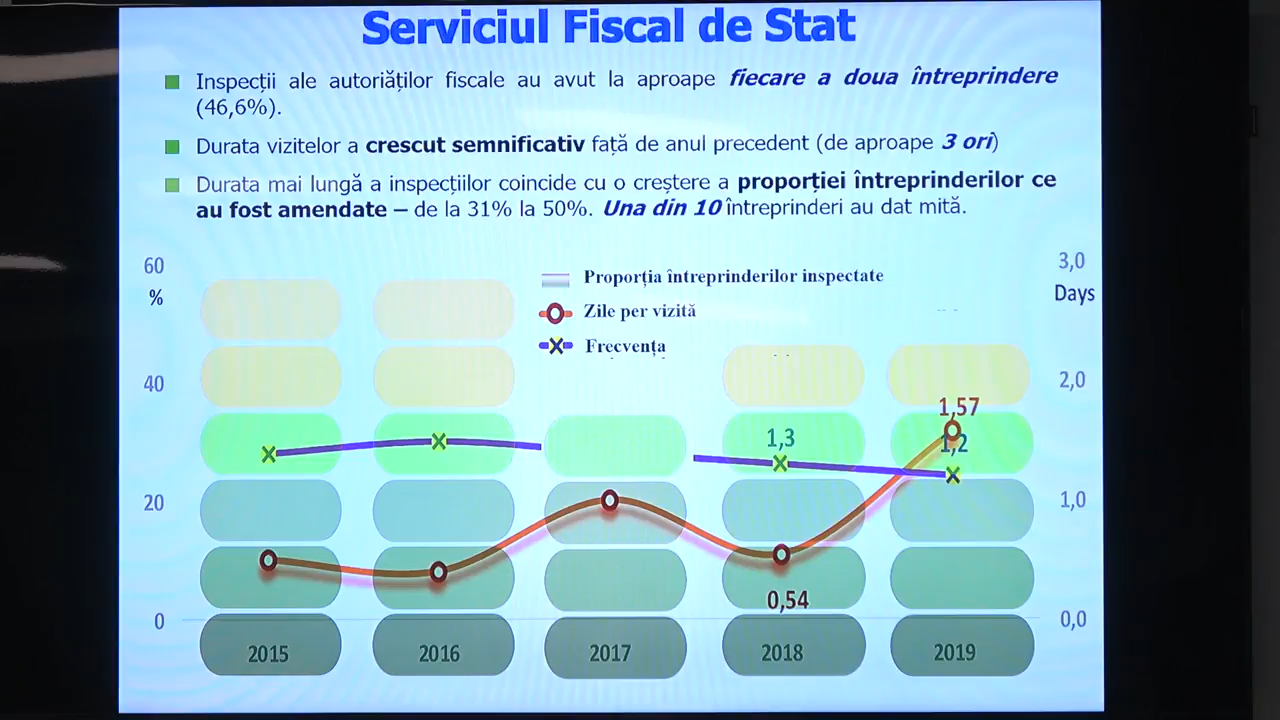 Serviciul Fiscal de Stat
Inspecții ale autoriăților fiscale au avut la aproape fiecare a doua întreprindere
(46,6%).
Durata vizitelor a crescut semnificativ față de anul precedent (de aproape 3 ori)
Durata mai lungă a inspecțiilor coincide cu o creștere a proporției întreprinderilor ce
au fost amendate – de la 31% la 50%. Una din 10 întreprinderi au dat mită.
60
%
40
20
0
Proporția întreprinderilor inspectate
Zile per vizită
Frecvența
3,0
Days
2,0
1,0
0,0
1,57
1,3
1,2
0,54
2015
2016
2017
2018
2019